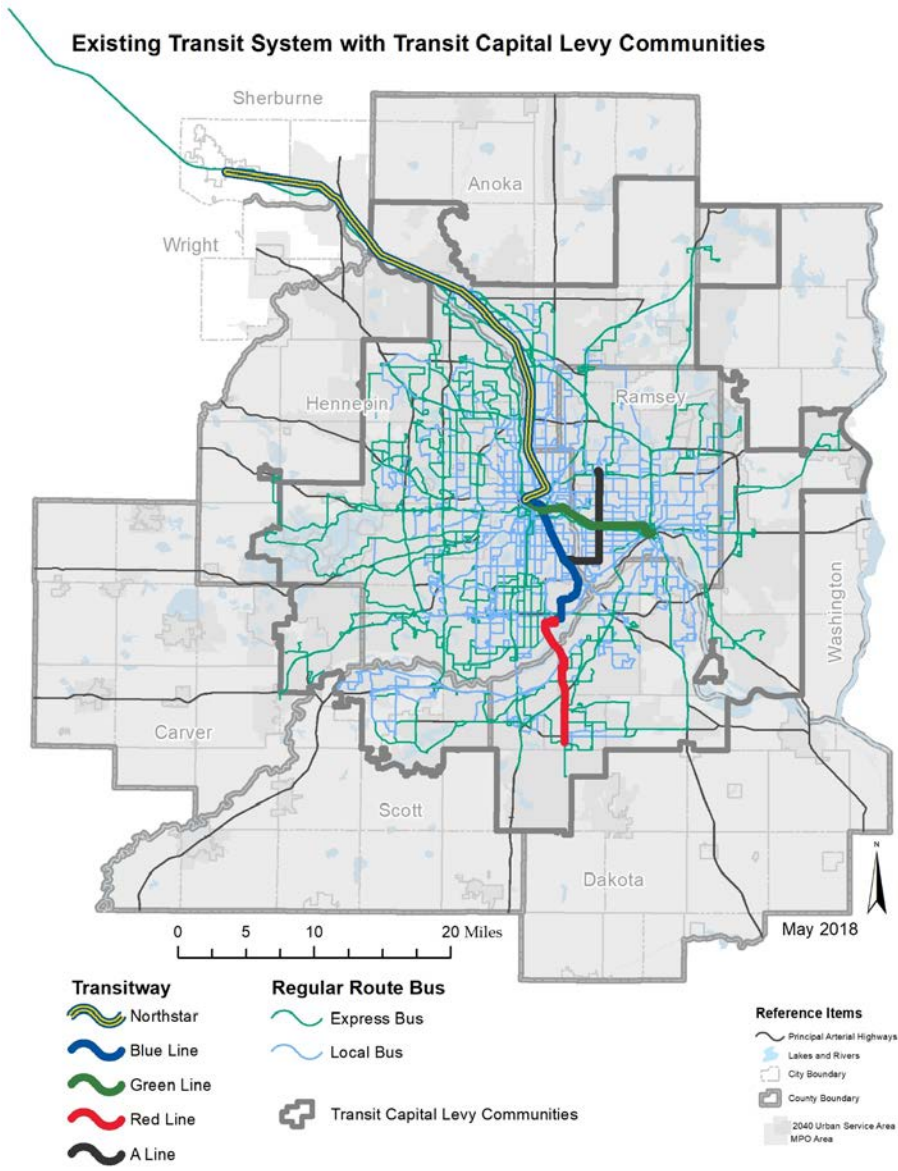 Existing Transit System with Transit Capital Levy Communities
Sherburne
Anoka
Wright
Hennepin
Ramsey
Washington
Carver
Scott
Dakota
N
May 2018
0 5 10 20 Miles
Transitway
Northstar
Blue Line
Green Line
Red Line
A Line
Regular Route Bus
Express Bus
Local Bus
Transit Capital Levy Communities
Reference Items
Principal Arterial Highways
Lakes and Rivers
City Boundary
County Boundary
2040 Urban Service Area
MPO Area